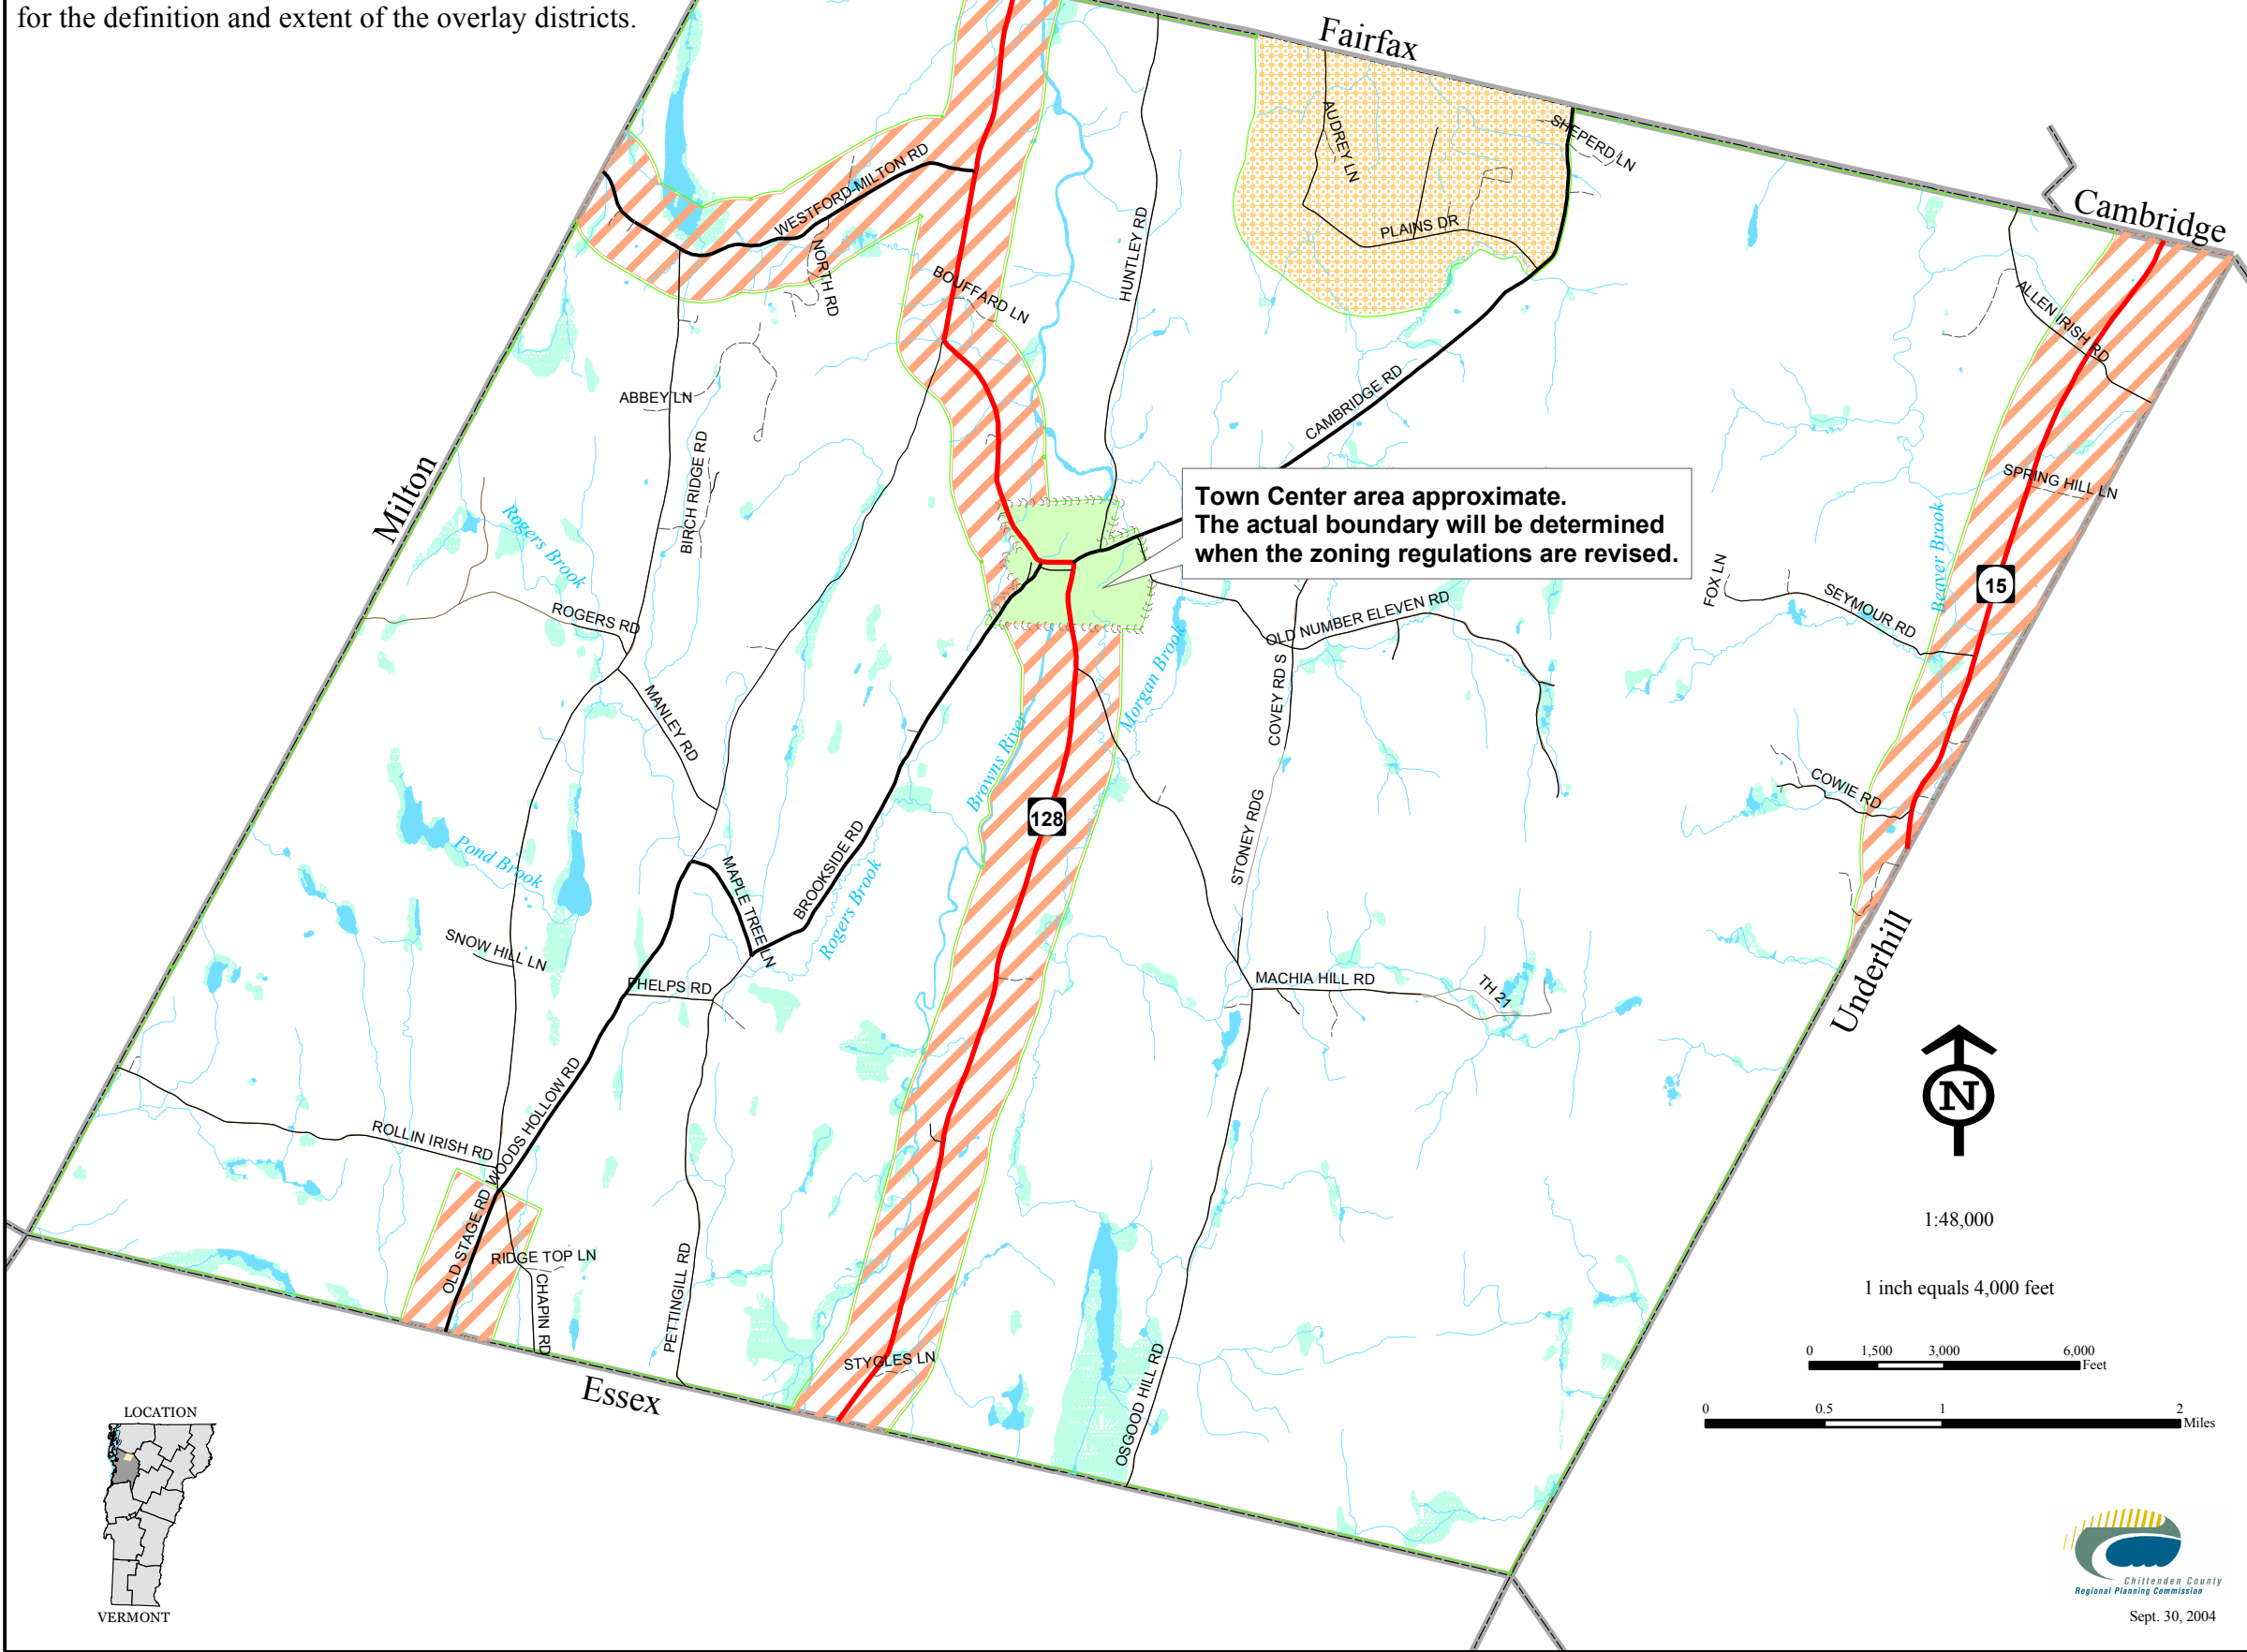 for the definition and extent of the overlay districts.
Fairfax
Cambridge
AUDREY LN
SHEPERD LN
WESTFORD-MILTON RD
PLAINS DR
HUNTLEY RD
NORTH RD
BOUFFARD LN
ALLEN IRISH RD
ABBEY LN
CAMBRIDGE RD
BIRCH RIDGE RD
Milton
Rogers Brook
SPRING HILL LN
Town Center area approximate.
The actual boundary will be determined
when the zoning regulations are revised.
Beaver Brook
15
FOX LN
SEYMOUR RD
ROGERS RD
OLD NUMBER ELEVEN RD
Morgan Brook
COVEY RD S
MANLEY RD
Browns River
COWIE RD
128
STONEY RDG
Pond Brook
MAPLE TREE LN
BROOKSIDE RD
Rogers Brook
SNOW HILL LN
Underhill
PHELPS RD
MACHIA HILL RD
TH 21
N
WOODS HOLLOW RD
ROLLIN IRISH RD
1:48,000
OLD STAGE RD
RIDGE TOP LN
CHAPIN RD
PETTINGILL RD
1 inch equals 4,000 feet
0 1,500 3,000 6,000
Feet
STYGLES LN
OSGOOD HILL RD
Essex
0 0.5 1 2
Miles
LOCATION
VERMONT
Chittenden County
Regional Planning Commission
Sept. 30, 2004